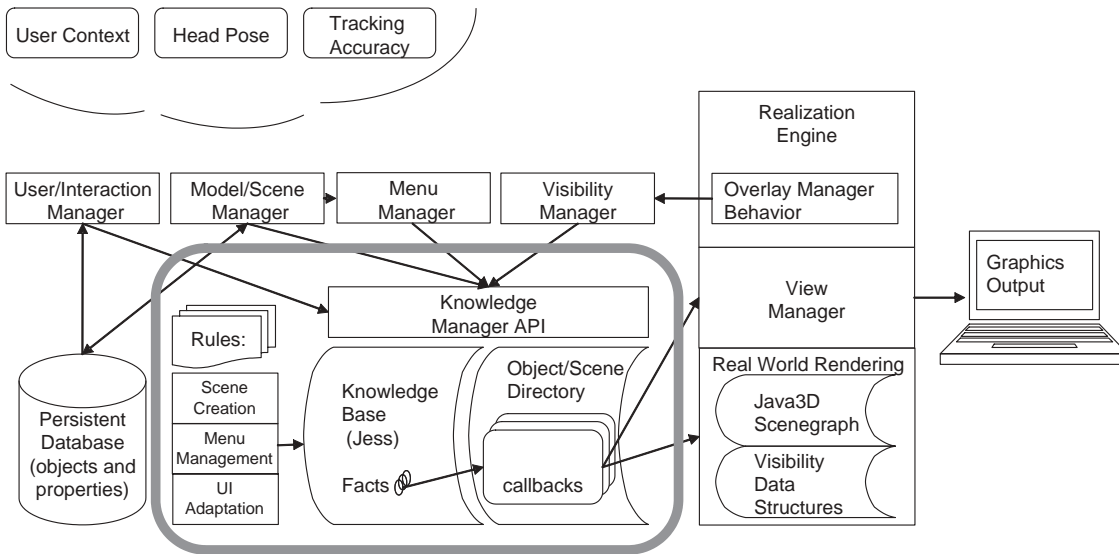 User Context
Head Pose
Tracking
Accuracy
Realization
Engine
User/Interaction
Manager
Model/Scene
Manager
Menu
Manager
Visibility
Manager
Overlay Manager
Behavior
Graphics
Output
View
Manager
Knowledge
Manager API
Rules:
Scene
Creation
Menu
Management
UI
Adaptation
Persistent
Database
(objects and
properties)
Knowledge
Base
(Jess)
Facts
Object/Scene
Directory
callbacks
Real World Rendering
Java3D
Scenegraph
Visibility
Data
Structures